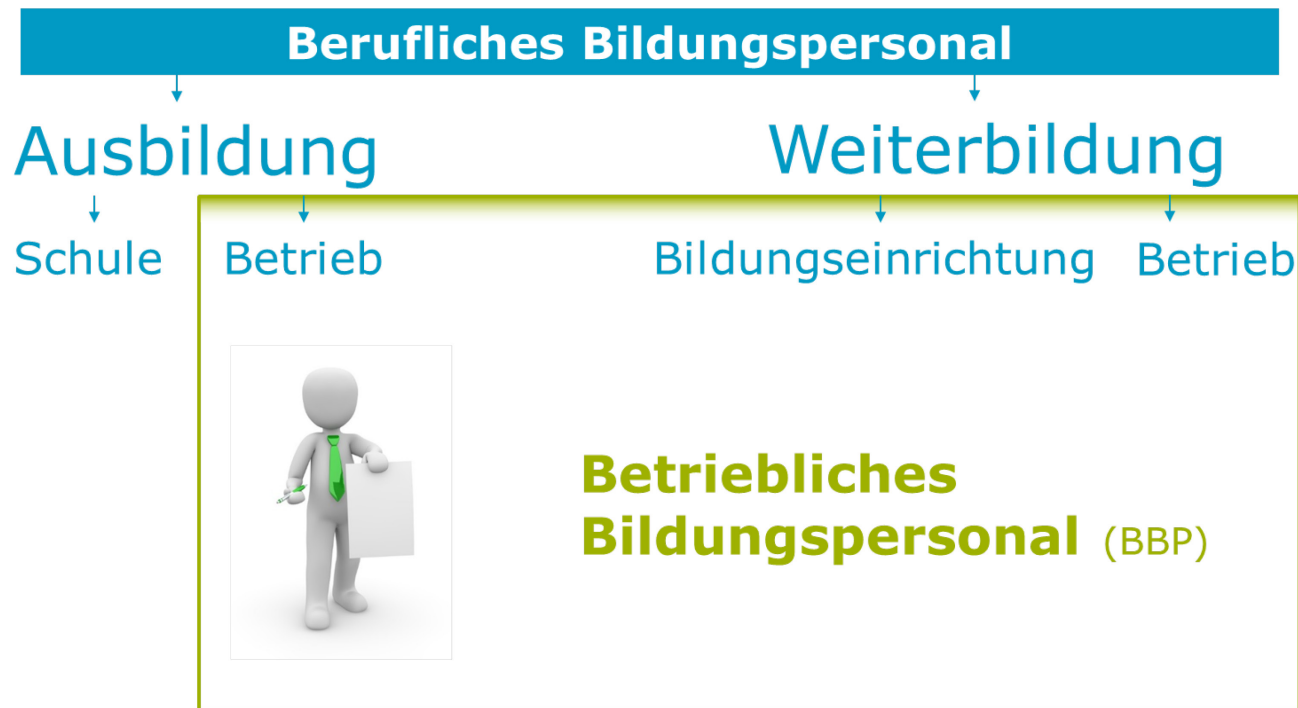 Berufliches Bildungspersonal
Ausbildung
Weiterbildung
Schule
Betrieb
Bildungseinrichtung
Betrieb
Betriebliches
Bildungspersonal (BBP)